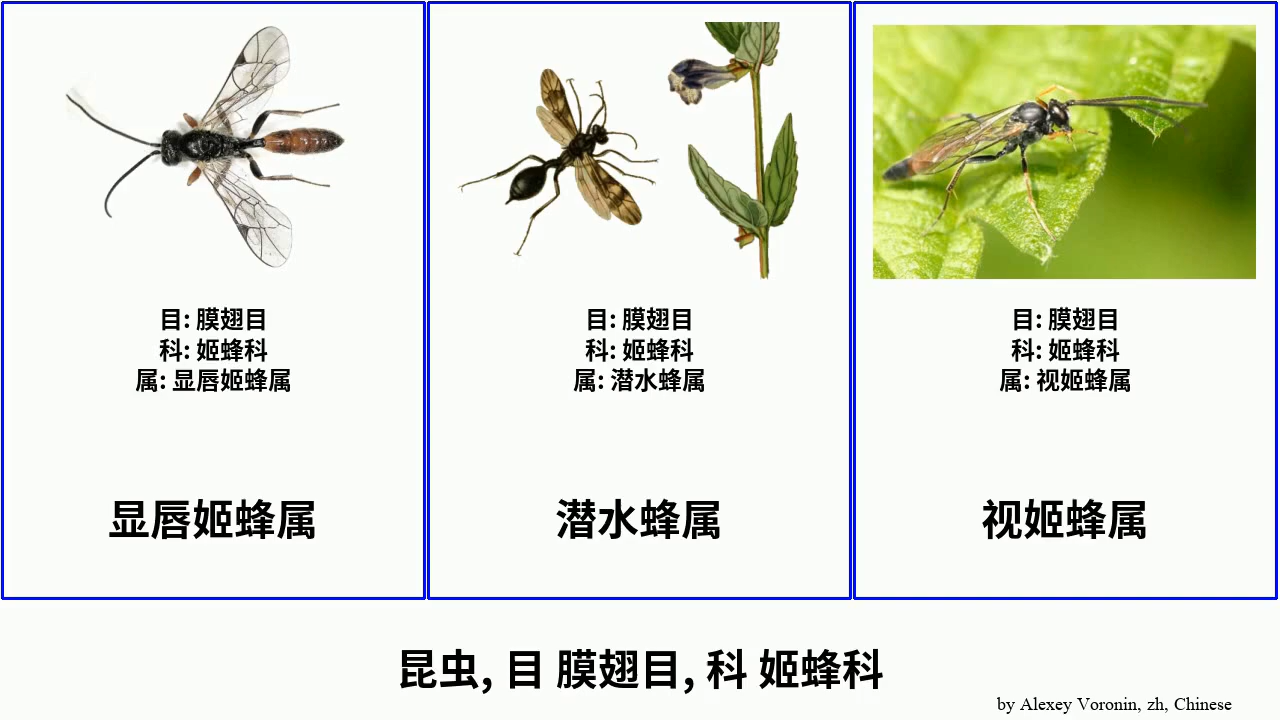 目: 膜翅目
科: 姬蜂科
属: 显唇姬蜂属
显唇姬蜂属
目: 膜翅目
科: 姬蜂科
属: 潜水蜂属
潜水蜂属
目: 膜翅目
科: 姬蜂科
属: 视姬蜂属
视姬蜂属
昆虫, 目 膜翅目, 科 姬蜂科
by Alexey Voronin, zh, Chinese